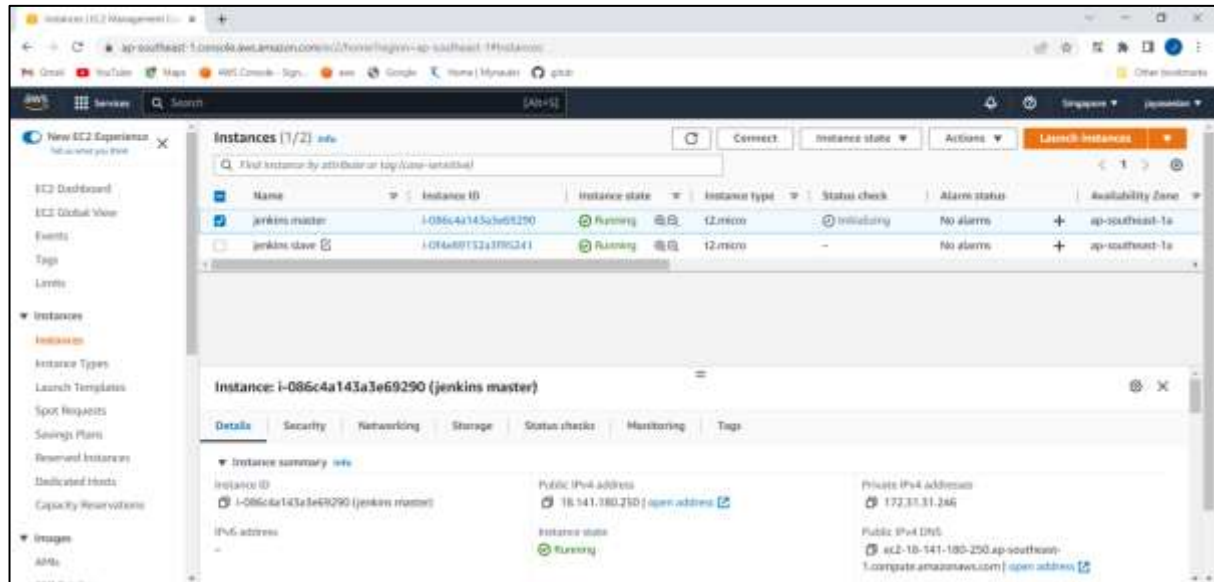 Instances | EC2 Management
ap-southeast-1.console.aws.amazon.com/ec2/home?region=ap-southeast-1#Instances:
Gmail YouTube Maps AWS Console - Sign... aws Google Other bookmarks
aws Services Search [Alt+S] Singapore
New EC2 Experience
Tell us what you think
EC2 Dashboard
EC2 Global View
Events
Tags
Limits
Instances
Instances
Instance Types
Launch Templates
Spot Requests
Savings Plans
Reserved Instances
Dedicated Hosts
Capacity Reservations
Images
AMIs
Instances (1/2) Info
Connect Instance state Actions Launch instances
Find instance by attribute or tag (case-sensitive)
1
Name Instance ID Instance state Instance type Status check Alarm status Availability Zone
jenkins master i-086c4a143a3e69290 Running t2.micro Initializing No alarms + ap-southeast-1a
jenkins slave Running t2.micro – No alarms + ap-southeast-1a
Instance: i-086c4a143a3e69290 (jenkins master)
Details Security Networking Storage Status checks Monitoring Tags
Instance summary Info
Instance ID
i-086c4a143a3e69290 (jenkins master)
Public IPv4 address
18.141.180.250 | open address
Private IPv4 addresses
172.31.31.246
IPv6 address
–
Instance state
Running
Public IPv4 DNS
ec2-18-141-180-250.ap-southeast-
1.compute.amazonaws.com | open address